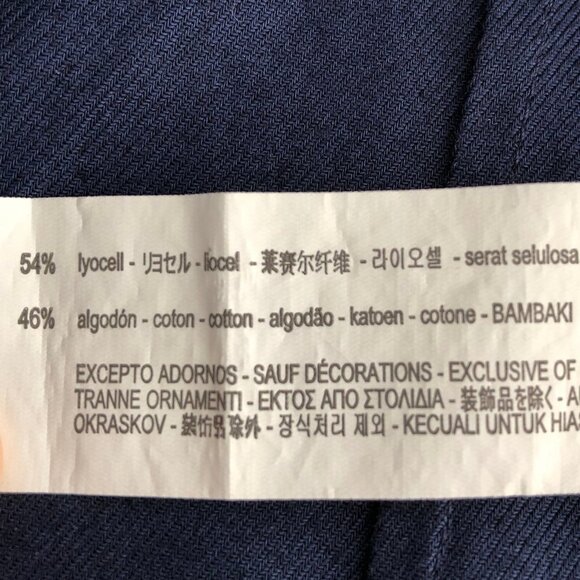 54% lyocell - リヨセル - liocel - 莱赛尔纤维 - 라이오셀 - serat selulosa
46% algodón - coton - cotton - algodão - katoen - cotone - BAMBAKI
EXCEPTO ADORNOS - SAUF DÉCORATIONS - EXCLUSIVE OF
TRANNE ORNAMENTI - ΕΚΤΟΣ ΑΠΟ ΣΤΟΛΙΔΙΑ - 装飾品を除く - A
OKRASKOV - 装饰品除外 - 장식처리 제외 - KECUALI UNTUK HIAS